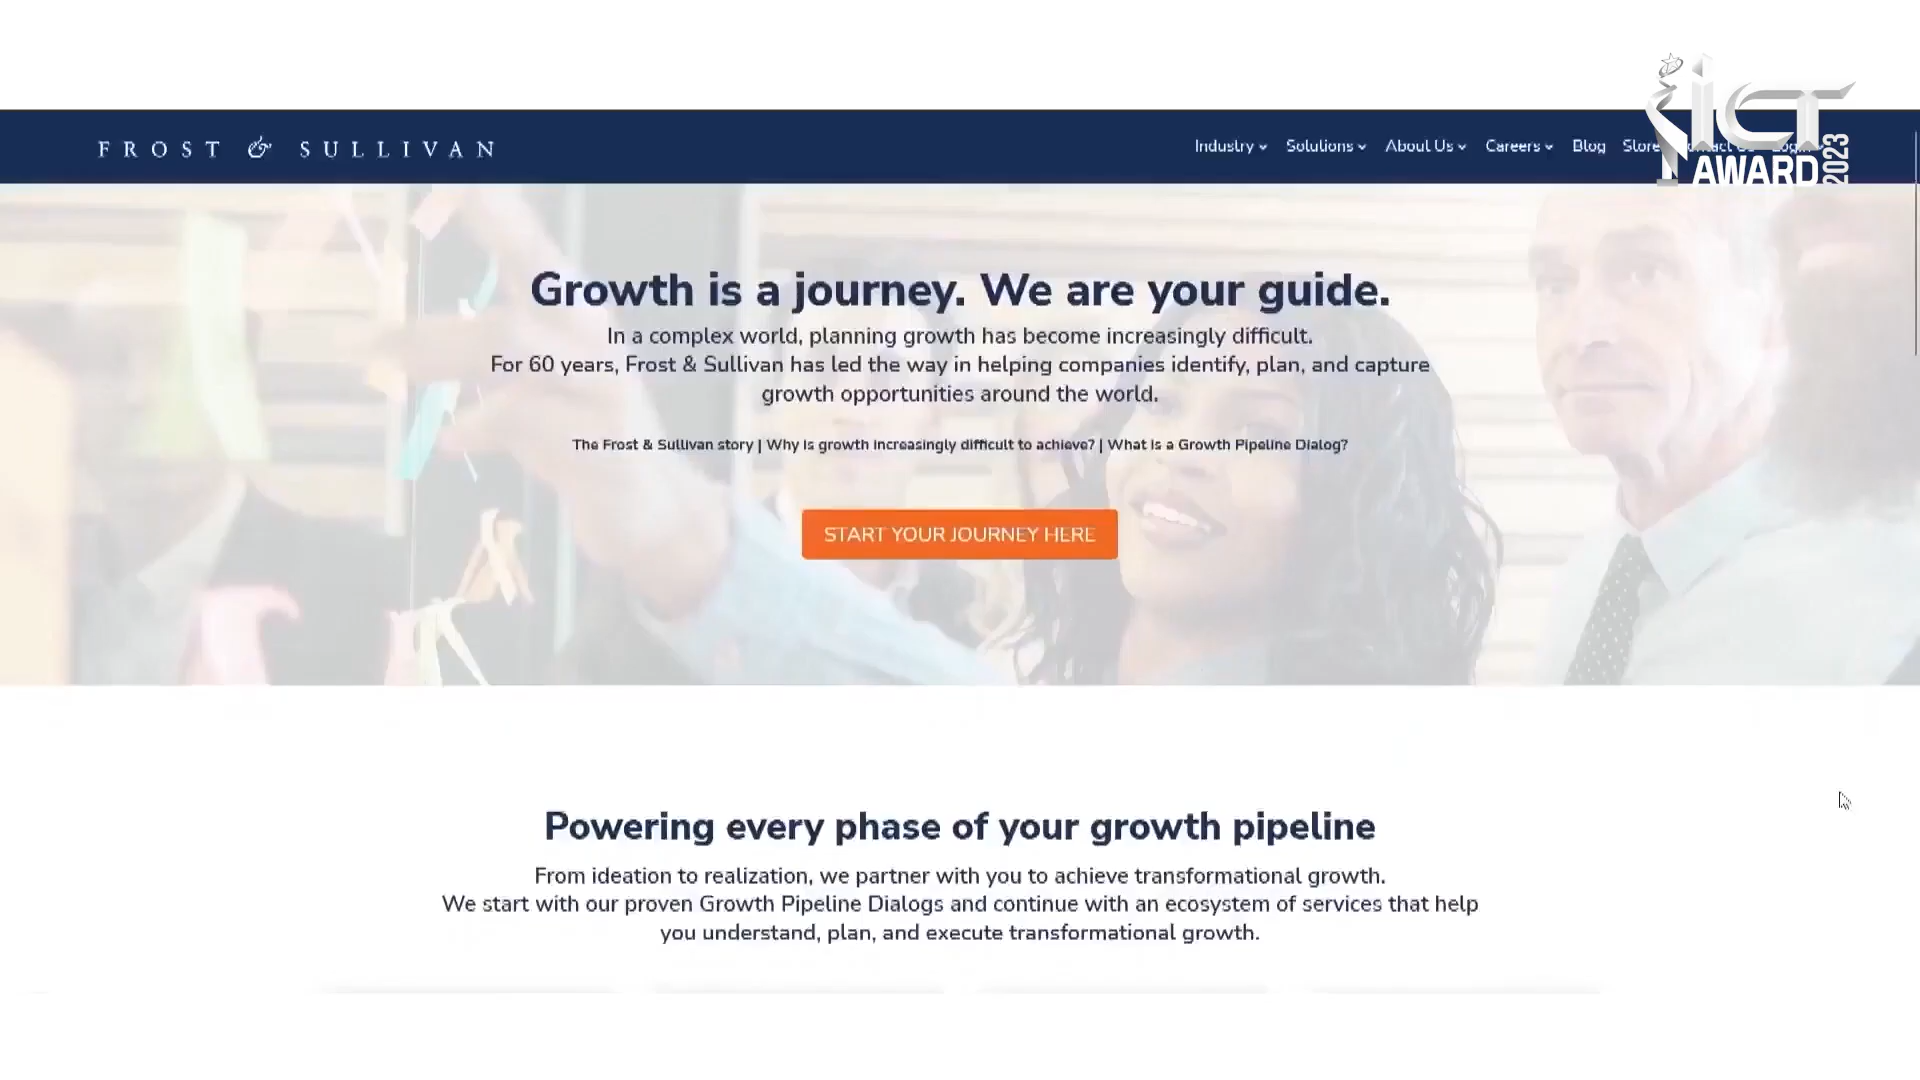 FROST & SULLIVAN
Industry Solutions About Us Careers Blog Store
iCT
AWARD 2023
Growth is a journey. We are your guide.
In a complex world, planning growth has become increasingly difficult.
For 60 years, Frost & Sullivan has led the way in helping companies identify, plan, and capture
growth opportunities around the world.
The Frost & Sullivan story | Why is growth increasingly difficult to achieve? | What is a Growth Pipeline Dialog?
START YOUR JOURNEY HERE
Powering every phase of your growth pipeline
From ideation to realization, we partner with you to achieve transformational growth.
We start with our proven Growth Pipeline Dialogs and continue with an ecosystem of services that help
you understand, plan, and execute transformational growth.